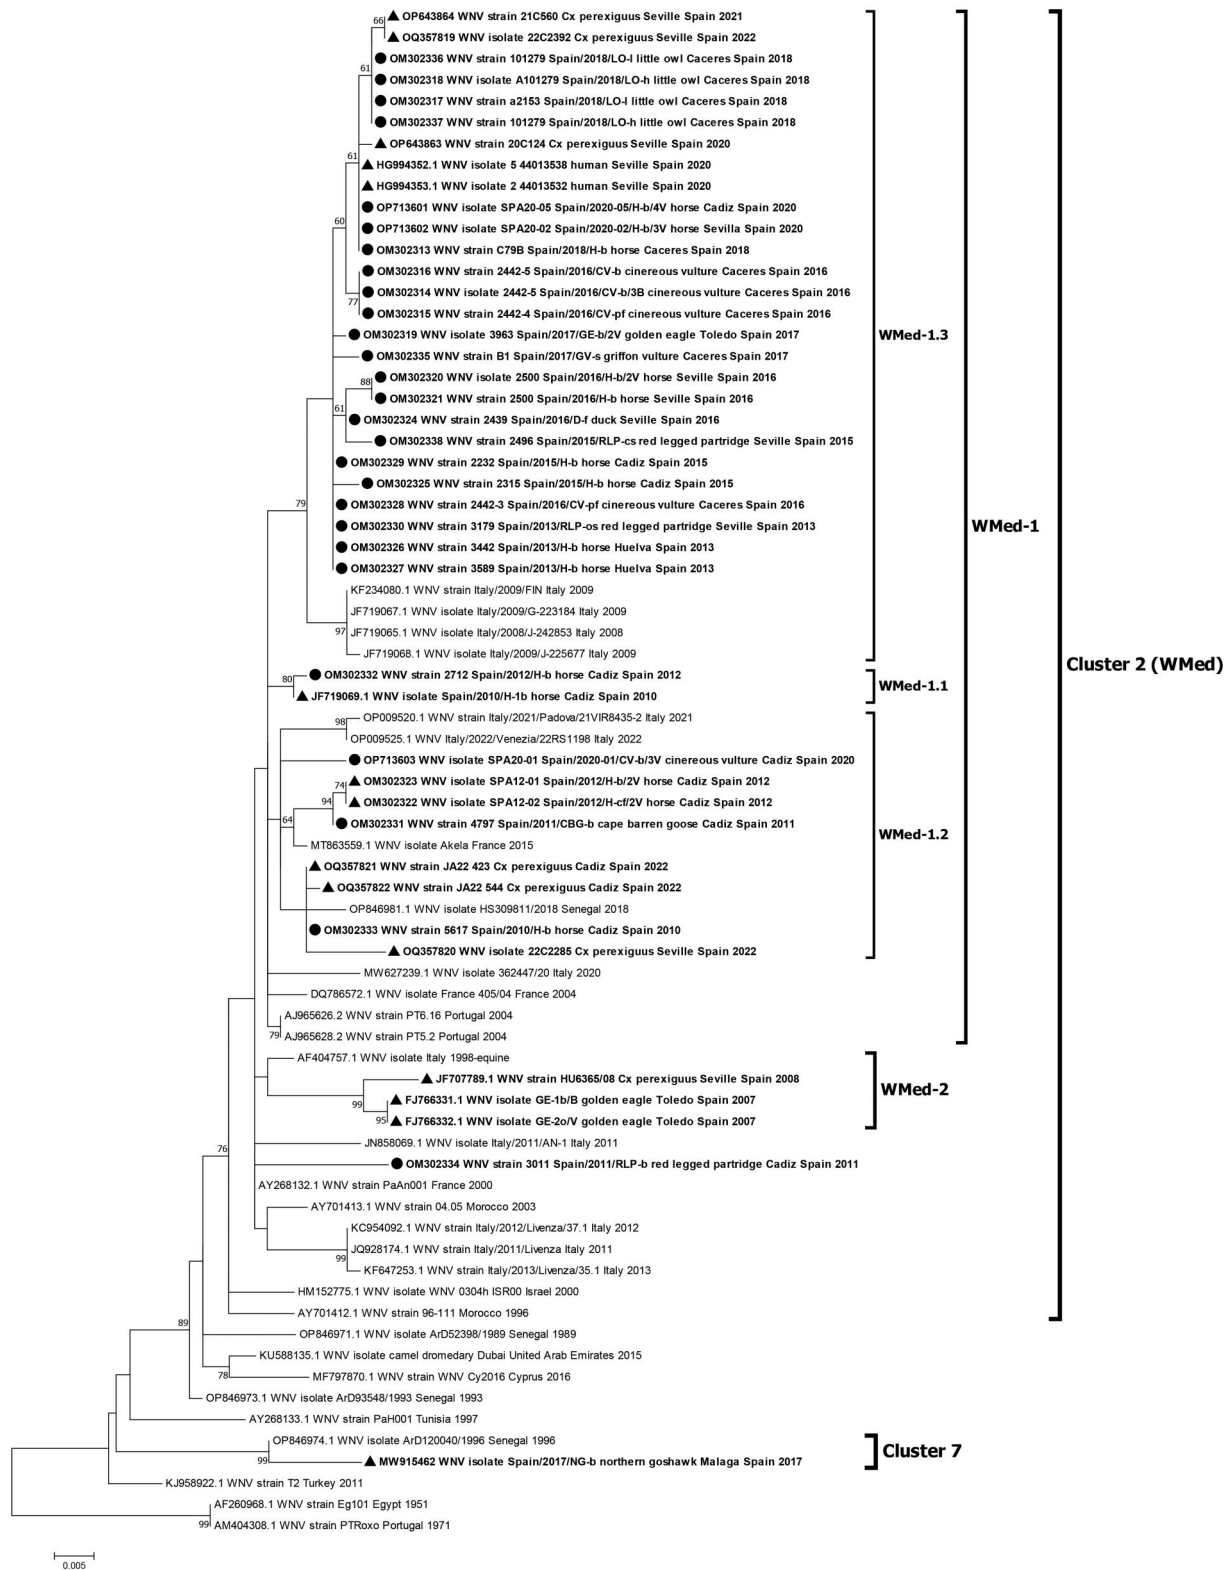 66 ▲ OP643864 WNV strain 21C560 Cx perexiguus Seville Spain 2021
▲ OQ357819 WNV isolate 22C2392 Cx perexiguus Seville Spain 2022
● OM302336 WNV strain 101279 Spain/2018/LO-l little owl Caceres Spain 2018
61 ● OM302318 WNV isolate A101279 Spain/2018/LO-h little owl Caceres Spain 2018
● OM302317 WNV strain a2153 Spain/2018/LO-l little owl Caceres Spain 2018
● OM302337 WNV strain 101279 Spain/2018/LO-h little owl Caceres Spain 2018
▲ OP643863 WNV strain 20C124 Cx perexiguus Seville Spain 2020
61 ▲ HG994352.1 WNV isolate 5 44013538 human Seville Spain 2020
▲ HG994353.1 WNV isolate 2 44013532 human Seville Spain 2020
● OP713601 WNV isolate SPA20-05 Spain/2020-05/H-b/4V horse Cadiz Spain 2020
60 ● OP713602 WNV isolate SPA20-02 Spain/2020-02/H-b/3V horse Sevilla Spain 2020
● OM302313 WNV strain C79B Spain/2018/H-b horse Caceres Spain 2018
● OM302316 WNV strain 2442-5 Spain/2016/CV-b cinereous vulture Caceres Spain 2016
77 ● OM302314 WNV isolate 2442-5 Spain/2016/CV-b/3B cinereous vulture Caceres Spain 2016
● OM302315 WNV strain 2442-4 Spain/2016/CV-pf cinereous vulture Caceres Spain 2016
● OM302319 WNV isolate 3963 Spain/2017/GE-b/2V golden eagle Toledo Spain 2017
WMed-1.3
● OM302335 WNV strain B1 Spain/2017/GV-s griffon vulture Caceres Spain 2017
88 ● OM302320 WNV isolate 2500 Spain/2016/H-b/2V horse Seville Spain 2016
● OM302321 WNV strain 2500 Spain/2016/H-b horse Seville Spain 2016
61 ● OM302324 WNV strain 2439 Spain/2016/D-f duck Seville Spain 2016
● OM302338 WNV strain 2496 Spain/2015/RLP-cs red legged partridge Seville Spain 2015
● OM302329 WNV strain 2232 Spain/2015/H-b horse Cadiz Spain 2015
● OM302325 WNV strain 2315 Spain/2015/H-b horse Cadiz Spain 2015
79 ● OM302328 WNV strain 2442-3 Spain/2016/CV-pf cinereous vulture Caceres Spain 2016
● OM302330 WNV strain 3179 Spain/2013/RLP-os red legged partridge Seville Spain 2013
WMed-1
● OM302326 WNV strain 3442 Spain/2013/H-b horse Huelva Spain 2013
● OM302327 WNV strain 3589 Spain/2013/H-b horse Huelva Spain 2013
KF234080.1 WNV strain Italy/2009/FIN Italy 2009
JF719067.1 WNV isolate Italy/2009/G-223184 Italy 2009
97 JF719065.1 WNV isolate Italy/2008/J-242853 Italy 2008
JF719068.1 WNV isolate Italy/2009/J-225677 Italy 2009
Cluster 2 (WMed)
80 ● OM302332 WNV strain 2712 Spain/2012/H-b horse Cadiz Spain 2012
WMed-1.1
▲ JF719069.1 WNV isolate Spain/2010/H-1b horse Cadiz Spain 2010
98 OP009520.1 WNV strain Italy/2021/Padova/21VIR8435-2 Italy 2021
OP009525.1 WNV Italy/2022/Venezia/22RS1198 Italy 2022
● OP713603 WNV isolate SPA20-01 Spain/2020-01/CV-b/3V cinereous vulture Cadiz Spain 2020
74 ▲ OM302323 WNV isolate SPA12-01 Spain/2012/H-b/2V horse Cadiz Spain 2012
94 ▲ OM302322 WNV isolate SPA12-02 Spain/2012/H-cf/2V horse Cadiz Spain 2012
64 ● OM302331 WNV strain 4797 Spain/2011/CBG-b cape barren goose Cadiz Spain 2011
WMed-1.2
MT863559.1 WNV isolate Akela France 2015
▲ OQ357821 WNV strain JA22 423 Cx perexiguus Cadiz Spain 2022
▲ OQ357822 WNV strain JA22 544 Cx perexiguus Cadiz Spain 2022
OP846981.1 WNV isolate HS309811/2018 Senegal 2018
● OM302333 WNV strain 5617 Spain/2010/H-b horse Cadiz Spain 2010
▲ OQ357820 WNV isolate 22C2285 Cx perexiguus Seville Spain 2022
MW627239.1 WNV isolate 362447/20 Italy 2020
DQ786572.1 WNV isolate France 405/04 France 2004
AJ965626.2 WNV strain PT6.16 Portugal 2004
79 AJ965628.2 WNV strain PT5.2 Portugal 2004
AF404757.1 WNV isolate Italy 1998-equine
▲ JF707789.1 WNV strain HU6365/08 Cx perexiguus Seville Spain 2008
WMed-2
99 ▲ FJ766331.1 WNV isolate GE-1b/B golden eagle Toledo Spain 2007
95 ▲ FJ766332.1 WNV isolate GE-2o/V golden eagle Toledo Spain 2007
76 JN858069.1 WNV isolate Italy/2011/AN-1 Italy 2011
● OM302334 WNV strain 3011 Spain/2011/RLP-b red legged partridge Cadiz Spain 2011
AY268132.1 WNV strain PaAn001 France 2000
AY701413.1 WNV strain 04.05 Morocco 2003
KC954092.1 WNV strain Italy/2012/Livenza/37.1 Italy 2012
99 JQ928174.1 WNV strain Italy/2011/Livenza Italy 2011
KF647253.1 WNV strain Italy/2013/Livenza/35.1 Italy 2013
HM152775.1 WNV isolate WNV 0304h ISR00 Israel 2000
AY701412.1 WNV strain 96-111 Morocco 1996
89 OP846971.1 WNV isolate ArD52398/1989 Senegal 1989
KU588135.1 WNV isolate camel dromedary Dubai United Arab Emirates 2015
78 MF797870.1 WNV strain WNV Cy2016 Cyprus 2016
OP846973.1 WNV isolate ArD93548/1993 Senegal 1993
AY268133.1 WNV strain PaH001 Tunisia 1997
OP846974.1 WNV isolate ArD120040/1996 Senegal 1996
Cluster 7
99 ▲ MW915462 WNV isolate Spain/2017/NG-b northern goshawk Malaga Spain 2017
KJ958922.1 WNV strain T2 Turkey 2011
AF260968.1 WNV strain Eg101 Egypt 1951
99 AM404308.1 WNV strain PTRoxo Portugal 1971
0.005